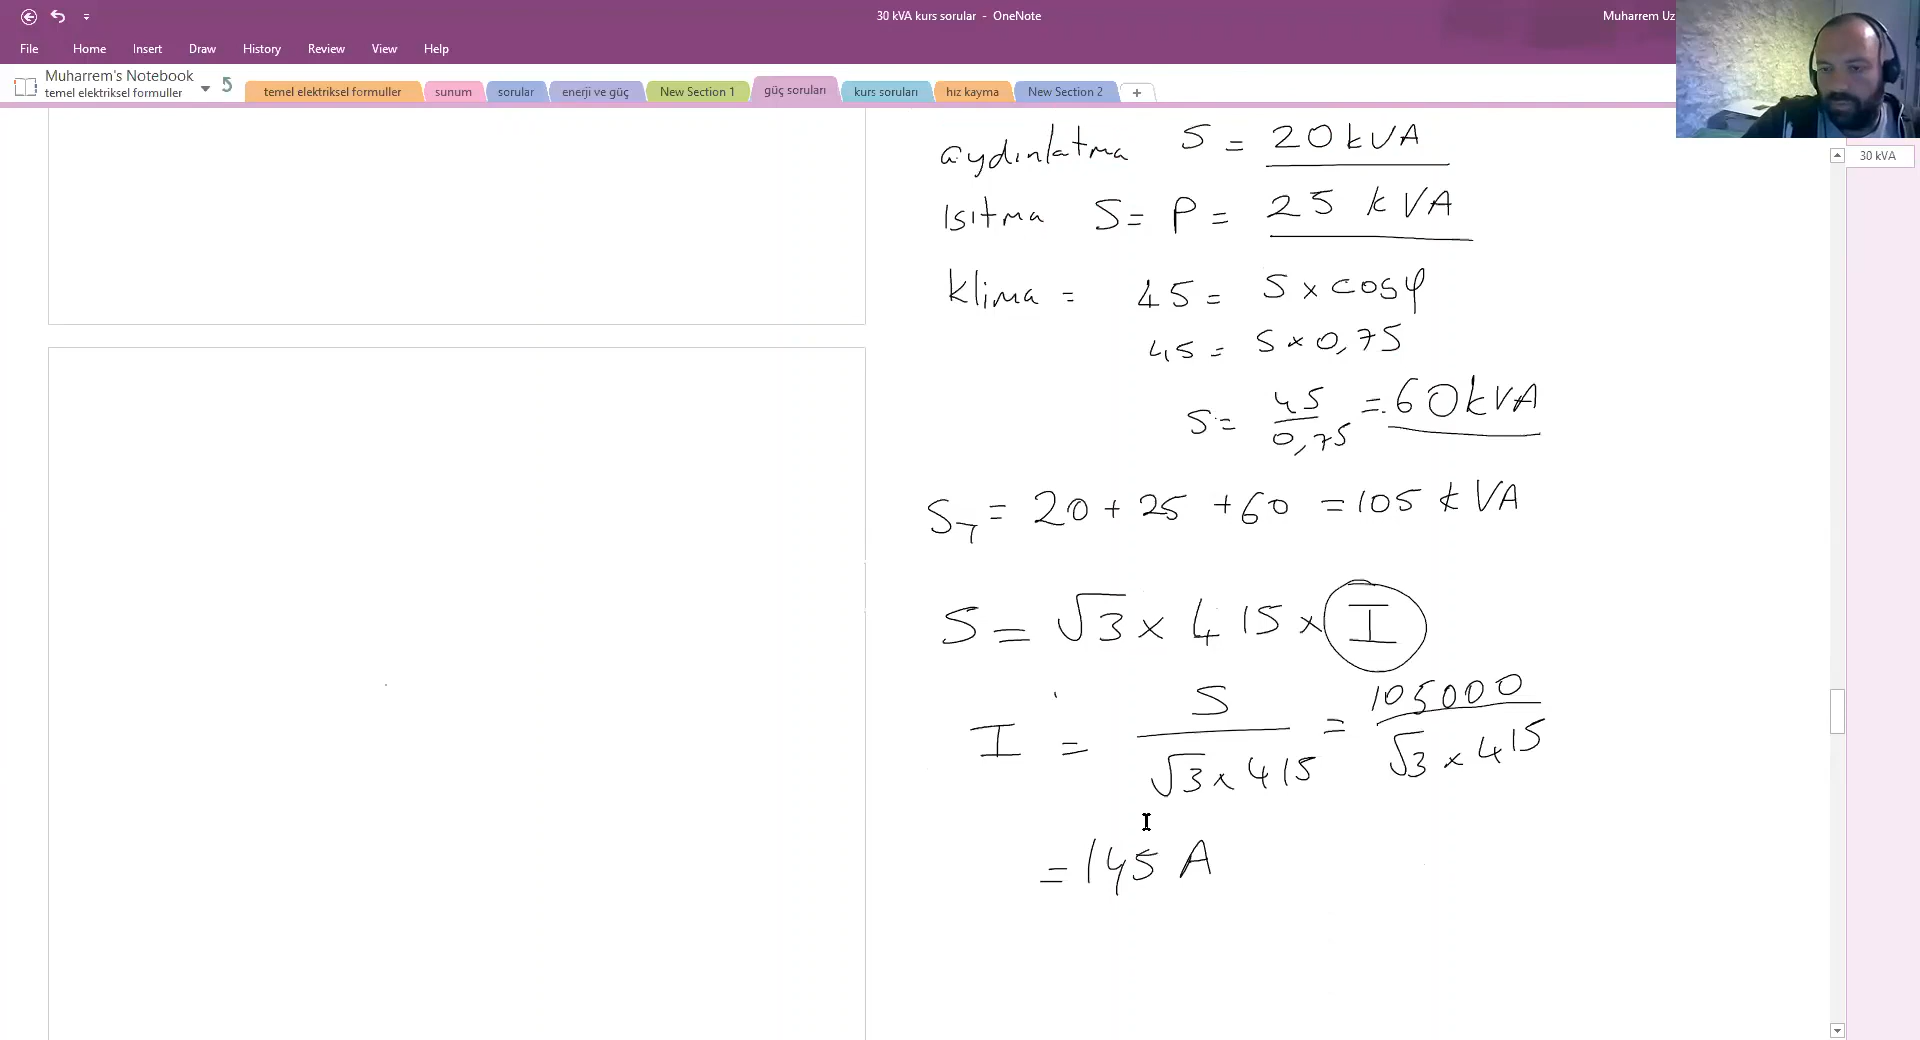 30 kVA kurs sorular - OneNote
Muharrem Uz
File Home Insert Draw History Review View Help
Muharrem's Notebook
temel elektriksel formuller
temel elektriksel formuller sunum sorular enerji ve güç New Section 1 güç soruları kurs soruları hız kayma New Section 2 +
30 kVA
aydınlatma S = 20 kVA
Isıtma S = P = 25 kVA
klima = 45 = S x cosφ
45 = S x 0,75
S = 45/0,75 = 60kVA
S_T = 20 + 25 + 60 = 105 kVA
S = √3 x 415 x I
I = S/(√3 x 415) = 105000/(√3 x 415)
= 145 A